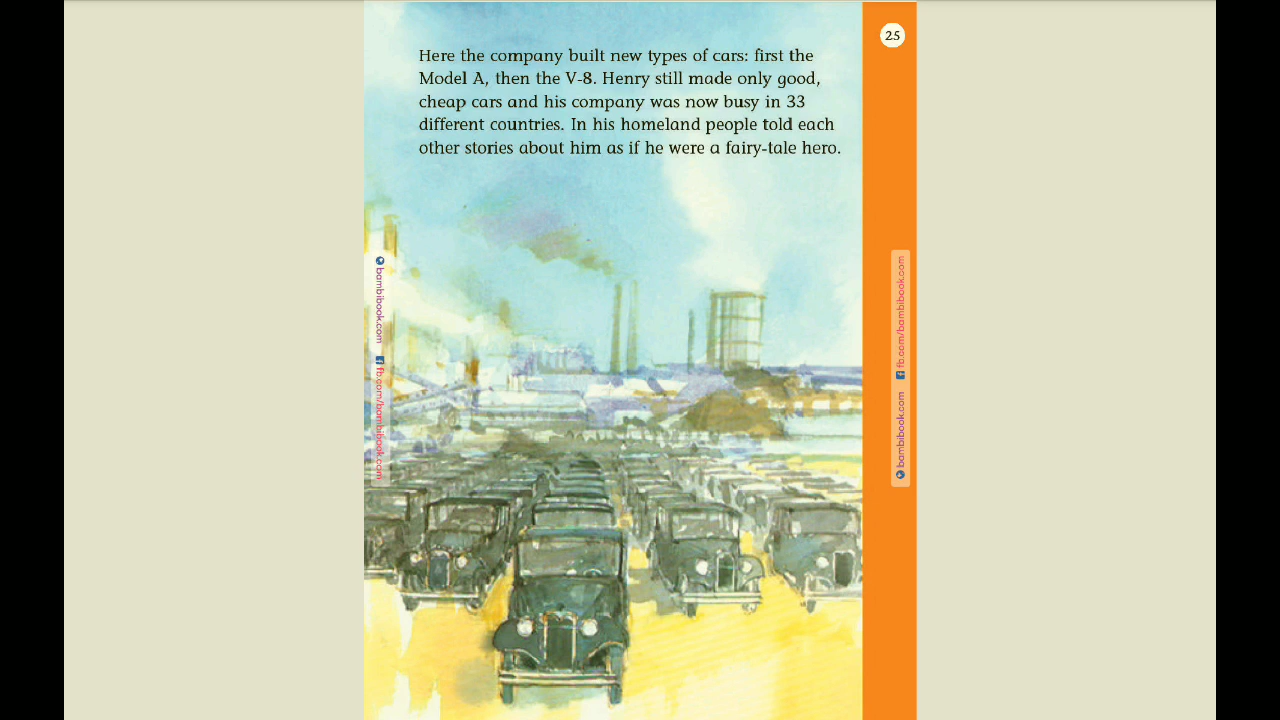 25
Here the company built new types of cars: first the
Model A, then the V-8. Henry still made only good,
cheap cars and his company was now busy in 33
different countries. In his homeland people told each
other stories about him as if he were a fairy-tale hero.
bambibook.com fb.com/bambibook.com
bambibook.com fb.com/bambibook.com